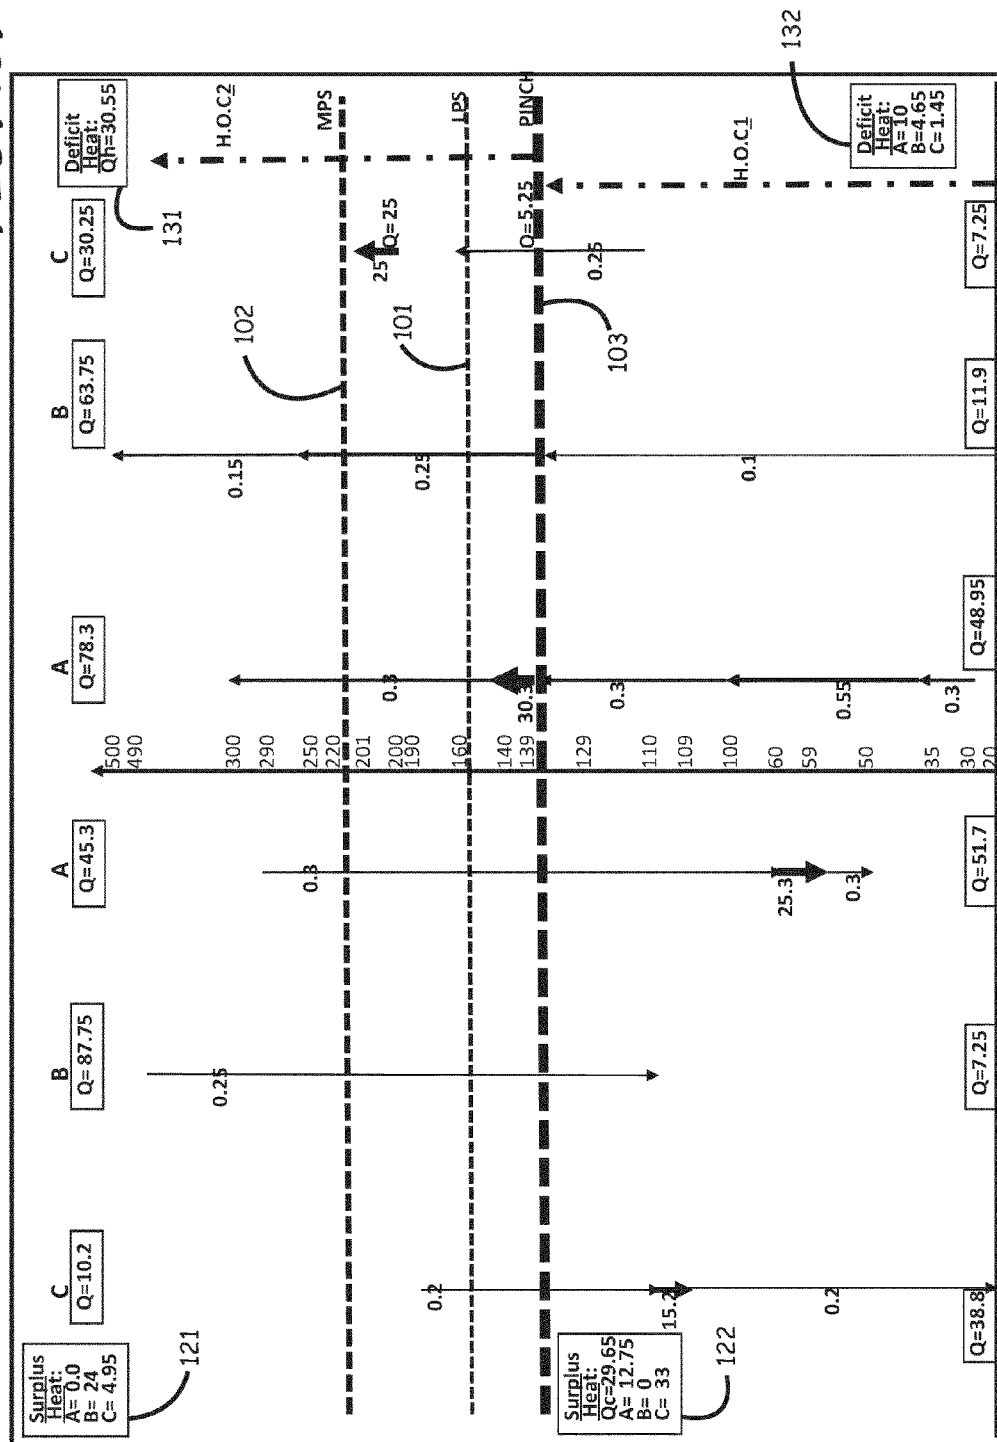 Surplus
Heat:
A= 0.0
B= 24
C= 4.95
121
C
Q=10.2
B
Q=87.75
A
Q=45.3
A
Q=78.3
B
Q=63.75
C
Q=30.25
Deficit
Heat:
Qh=30.55
131
500
490
300
290
250
220
201
200
190
160
140
139
129
110
109
100
60
59
50
35
30
20
0.2
15.2
0.2
0.25
0.3
25.3
0.3
0.3
30.3
0.3
0.55
0.3
0.15
0.25
0.1
25
Q=25
Q=5.25
0.25
102
101
103
H.O.C2
MPS
LPS
PINCH
H.O.C1
Surplus
Heat:
Qc=29.65
A= 12.75
B= 0
C= 33
122
Q=38.8
Q=7.25
Q=51.7
Q=48.95
Q=11.9
Q=7.25
Deficit
Heat:
A= 10
B=4.65
C= 1.45
132